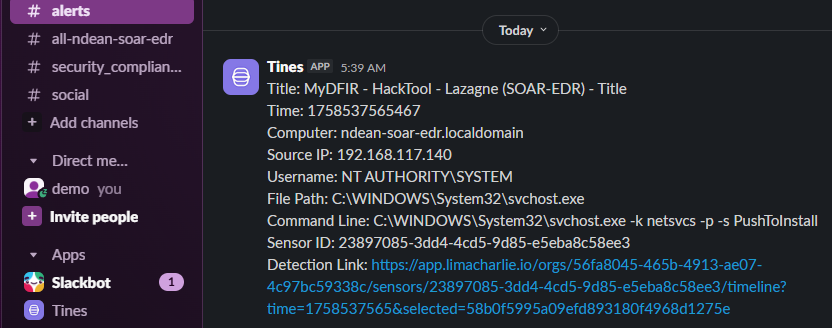 # alerts
# all-ndean-soar-edr
# security_complian...
# social
+ Add channels
Direct me...
demo you
+ Invite people
Apps
Slackbot 1
Tines
Today
Tines APP 5:39 AM
Title: MyDFIR - HackTool - Lazagne (SOAR-EDR) - Title
Time: 1758537565467
Computer: ndean-soar-edr.localdomain
Source IP: 192.168.117.140
Username: NT AUTHORITY\SYSTEM
File Path: C:\WINDOWS\System32\svchost.exe
Command Line: C:\WINDOWS\System32\svchost.exe -k netsvcs -p -s PushToInstall
Sensor ID: 23897085-3dd4-4cd5-9d85-e5eba8c58ee3
Detection Link: https://app.limacharlie.io/orgs/56fa8045-465b-4913-ae07-
4c97bc59338c/sensors/23897085-3dd4-4cd5-9d85-e5eba8c58ee3/timeline?
time=1758537565&selected=58b0f5995a09efd893180f4968d1275e